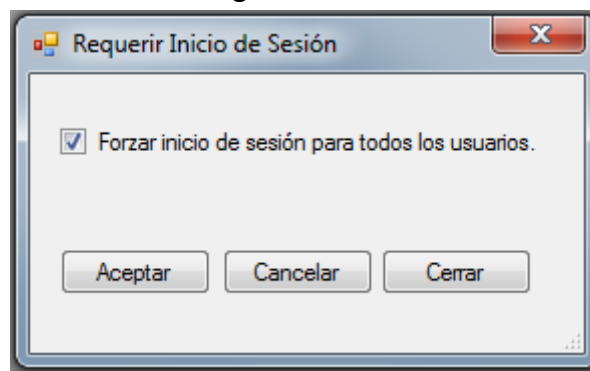 Requerir Inicio de Sesión
Forzar inicio de sesión para todos los usuarios.
Aceptar Cancelar Cerrar